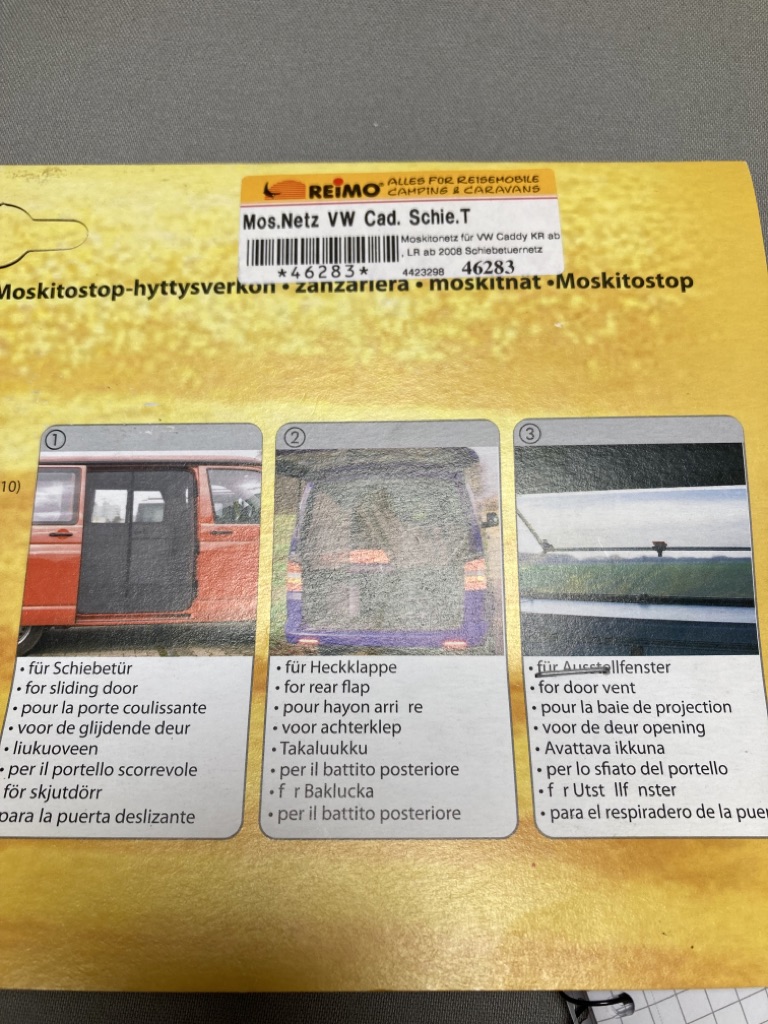 REIMO ALLES FÜR REISEMOBILE
CAMPING & CARAVANS
Mos.Netz VW Cad. Schie.T
Moskitonetz für VW Caddy KR ab
, LR ab 2008 Schiebetuernetz
*46283* 4423298 46283
Moskitostop-hyttysverkon • zanzariera • moskitnät •Moskitostop
10)
1
• für Schiebetür
• for sliding door
• pour la porte coulissante
• voor de glijdende deur
• liukuoveen
• per il portello scorrevole
för skjutdörr
para la puerta deslizante
2
• für Heckklappe
• for rear flap
• pour hayon arri re
• voor achterklep
• Takaluukku
• per il battito posteriore
• f r Baklucka
• per il battito posteriore
3
• für Ausstellfenster
• for door vent
• pour la baie de projection
• voor de deur opening
• Avattava ikkuna
• per lo sfiato del portello
• f r Utst llf nster
• para el respiradero de la puer